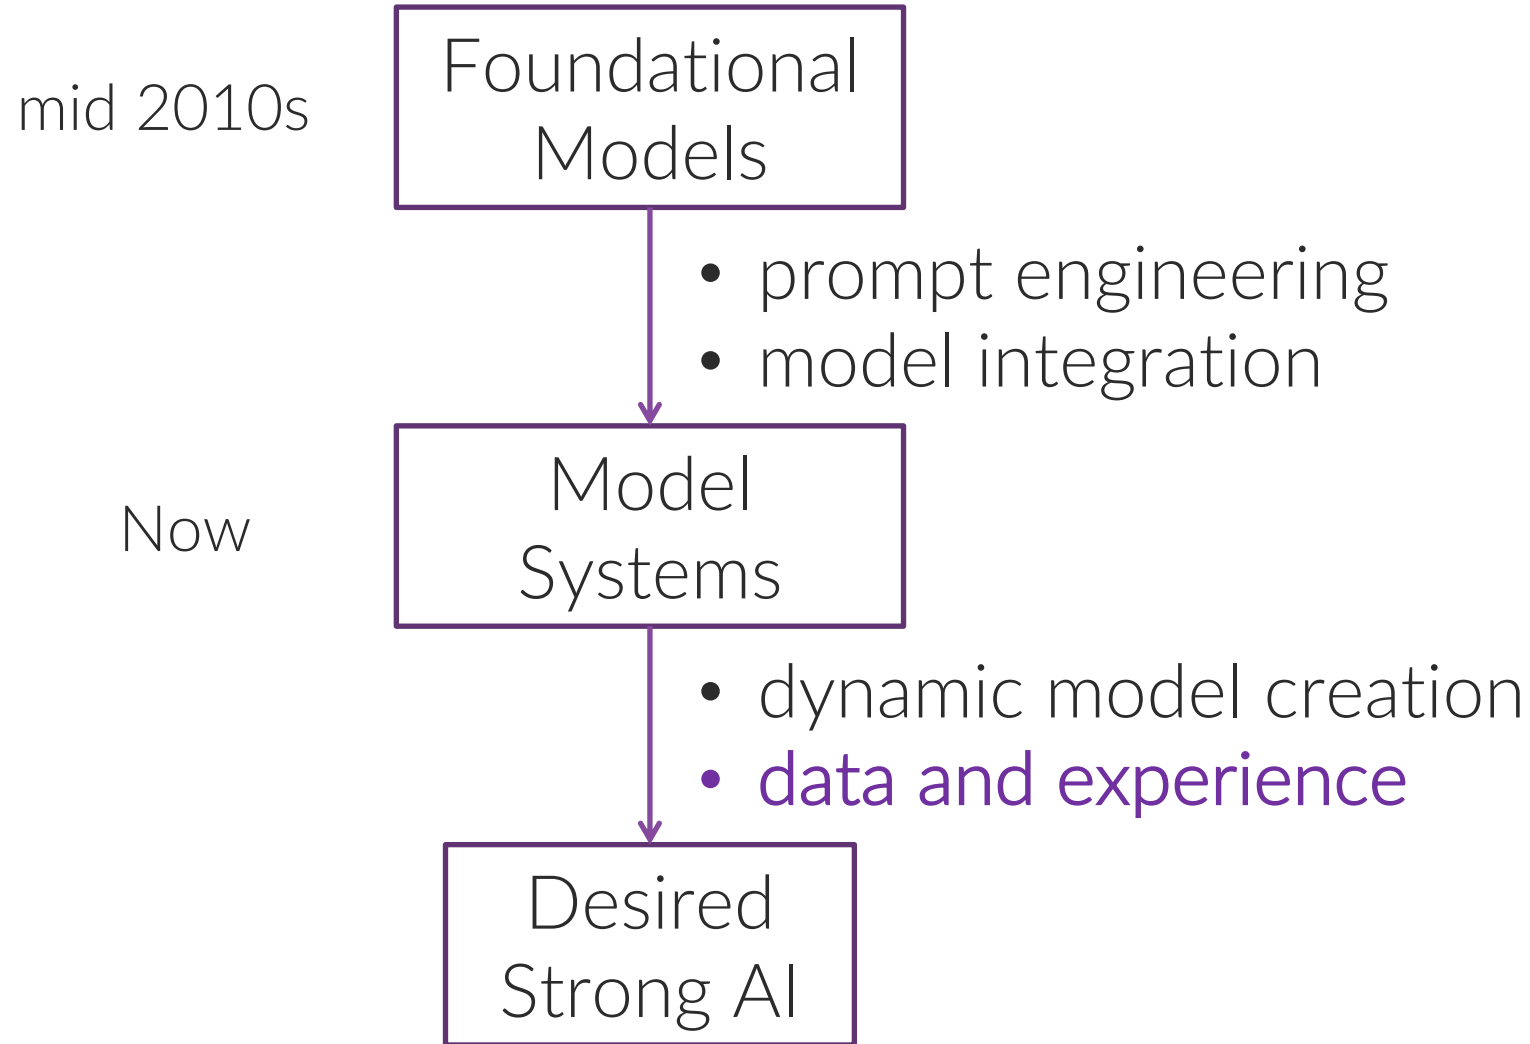 mid 2010s
Foundational
Models
• prompt engineering
• model integration
Now
Model
Systems
• dynamic model creation
• data and experience
Desired
Strong AI